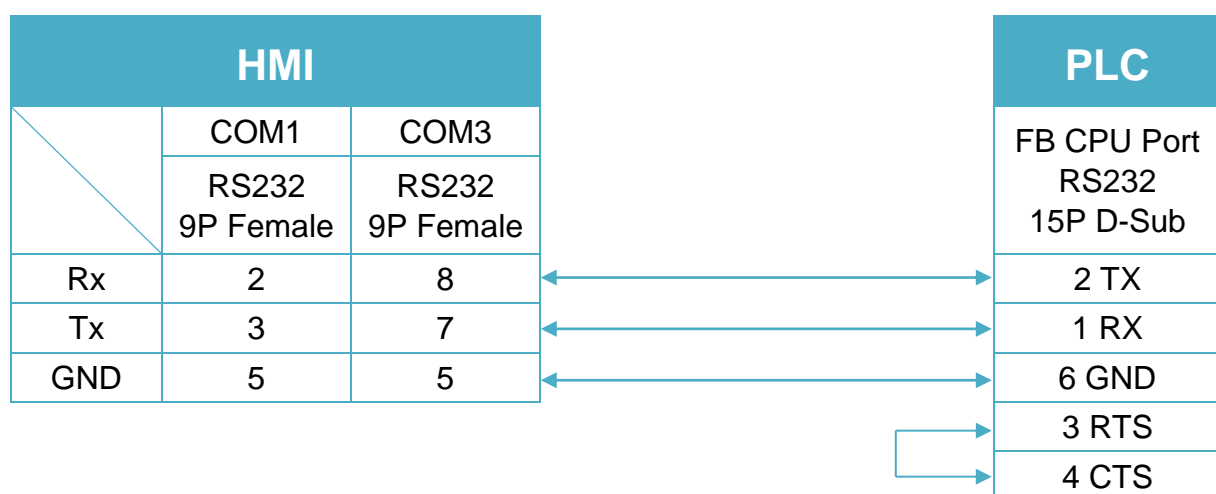 HMI PLC
COM1 COM3 FB CPU Port
RS232 RS232 RS232
9P Female 9P Female 15P D-Sub
Rx 2 8 2 TX
Tx 3 7 1 RX
GND 5 5 6 GND
3 RTS
4 CTS